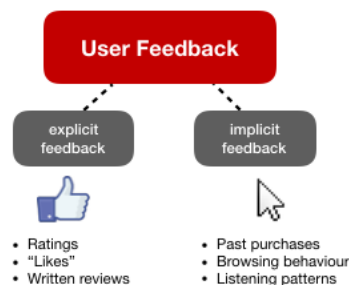 User Feedback
explicit
feedback
implicit
feedback
• Ratings
• “Likes”
• Written reviews
• Past purchases
• Browsing behaviour
• Listening patterns